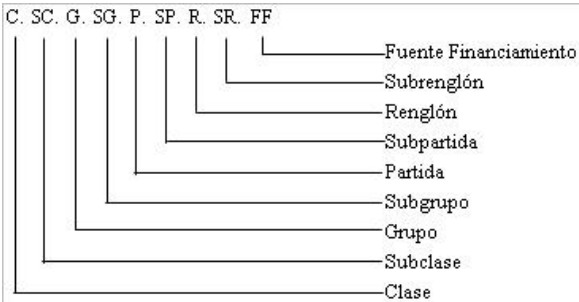 C. SC. G. SG. P. SP. R. SR. FF
Fuente Financiamiento
Subrenglón
Renglón
Subpartida
Partida
Subgrupo
Grupo
Subclase
Clase